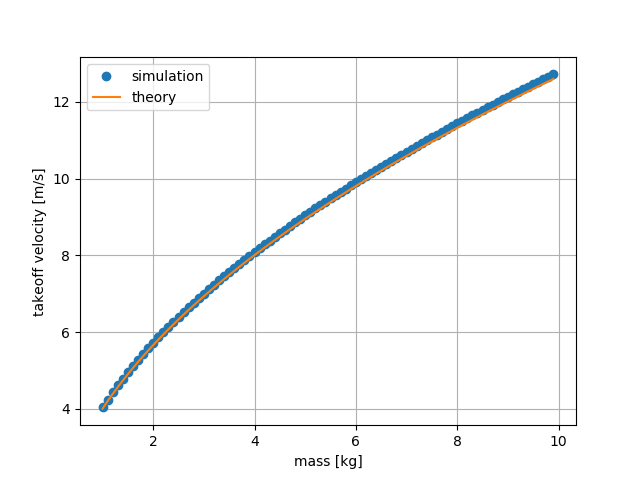 simulation
theory
takeoff velocity [m/s]
12
10
8
6
4
2 4 6 8 10
mass [kg]